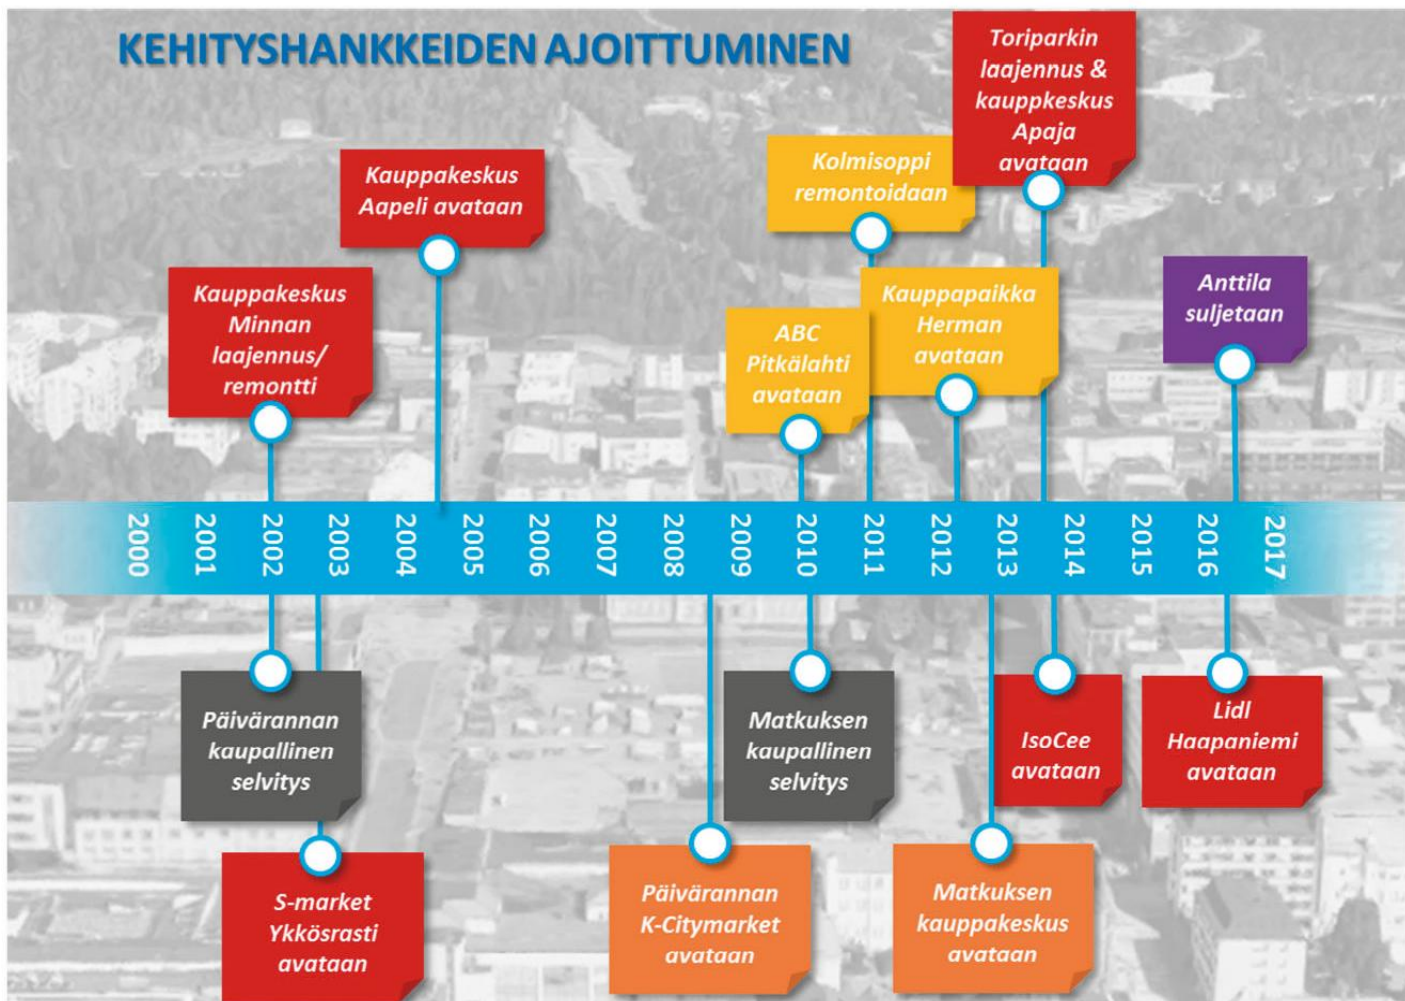 KEHITYSHANKKEIDEN AJOITTUMINEN
Toriparkin
laajennus &
kauppkeskus
Apaja
avataan
Kolmisoppi
remontoidaan
Kauppakeskus
Aapeli avataan
Kauppakeskus
Minnan
laajennus/
remontti
ABC
Pitkälahti
avataan
Kauppapaikka
Herman
avataan
Anttila
suljetaan
2000
2001
2002
2003
2004
2005
2006
2007
2008
2009
2010
2011
2012
2013
2014
2015
2016
2017
Päivärannan
kaupallinen
selvitys
S-market
Ykkösrasti
avataan
Päivärannan
K-Citymarket
avataan
Matkuksen
kaupallinen
selvitys
Matkuksen
kauppakeskus
avataan
IsoCee
avataan
Lidl
Haapaniemi
avataan